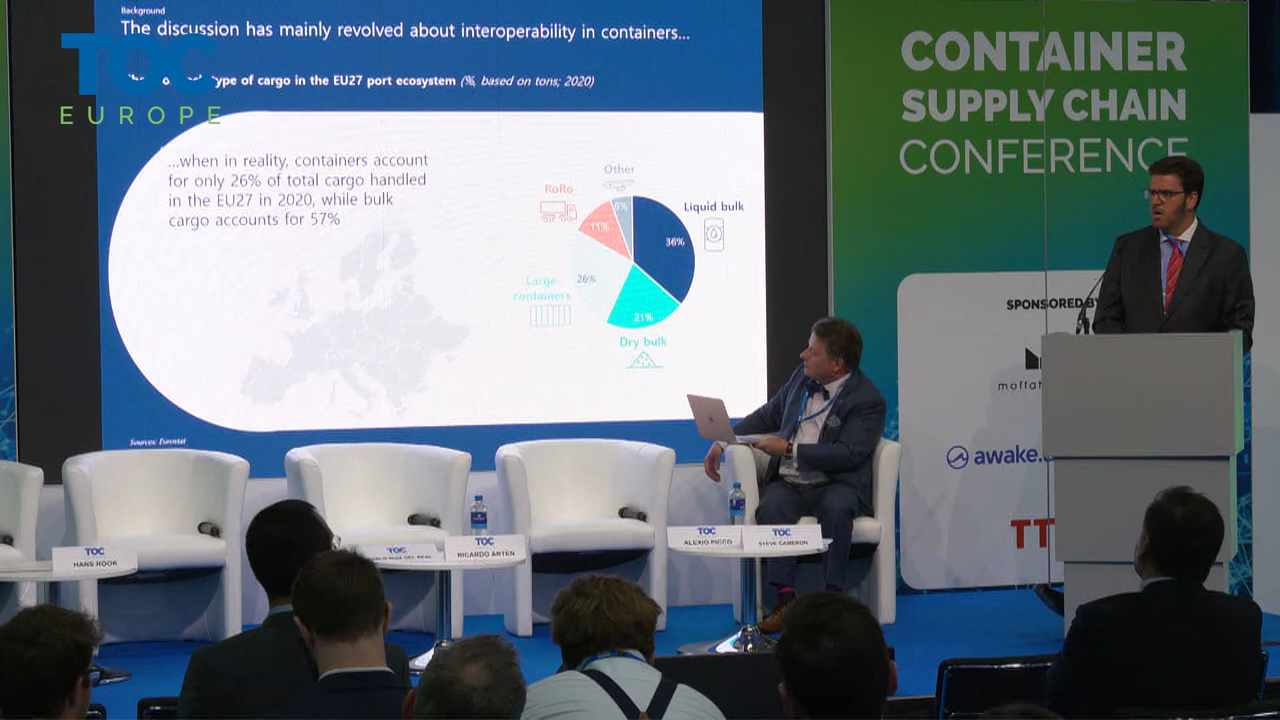 Background
The discussion has mainly revolved about interoperability in containers...
TOC
EUROPE
type of cargo in the EU27 port ecosystem (%, based on tons; 2020)
...when in reality, containers account
for only 26% of total cargo handled
in the EU27 in 2020, while bulk
cargo accounts for 57%
Other
6%
RoRo
11%
Liquid bulk
36%
26%
Large
containers
21%
Dry bulk
Sources: Eurostat
CONTAINER
SUPPLY CHAIN
CONFERENCE
SPONSORED BY
awake.
TT
TOC
HANS ROOK
TOC
TOC
RICARDO ARTEN
TOC
ALEXIO PICCO
TOC
STEVE CAMERON